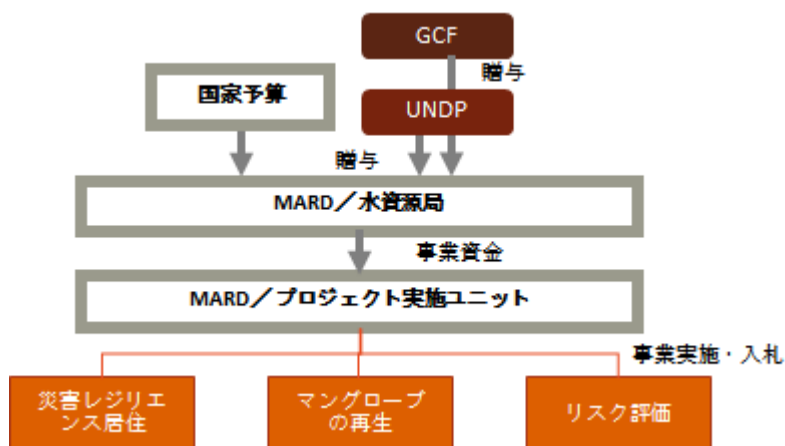 GCF
贈与
国家予算
UNDP
贈与
MARD／水資源局
事業資金
MARD／プロジェクト実施ユニット
事業実施・入札
災害レジリエ
ンス居住
マングローブ
の再生
リスク評価